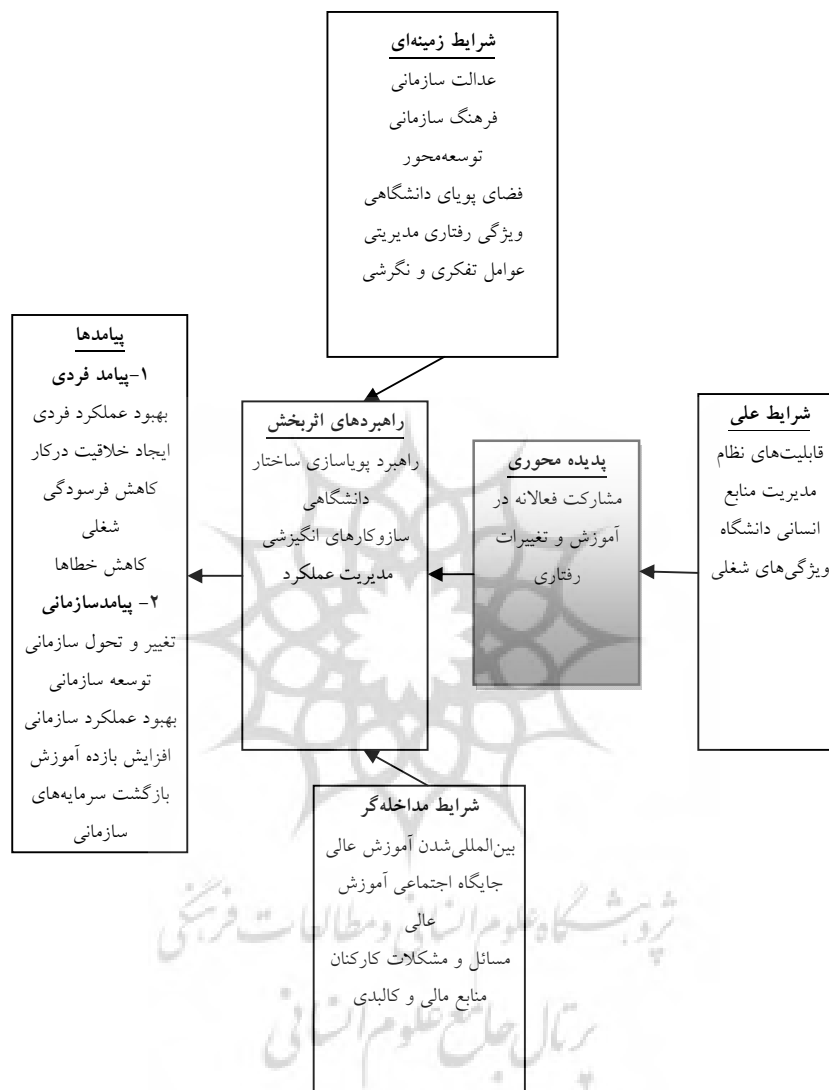 شرایط زمینه‌ای
عدالت سازمانی
فرهنگ سازمانی
توسعه‌محور
فضای پویای دانشگاهی
ویژگی رفتاری مدیریتی
عوامل تفکری و نگرشی
شرایط علی
قابلیت‌های نظام
مدیریت منابع
انسانی دانشگاه
ویژگی‌های شغلی
پدیده محوری
مشارکت فعالانه در
آموزش و تغییرات
رفتاری
راهبردهای اثربخش
راهبرد پویاسازی ساختار
دانشگاهی
سازوکارهای انگیزشی
مدیریت عملکرد
پیامدها
۱-پیامد فردی
بهبود عملکرد فردی
ایجاد خلاقیت درکار
کاهش فرسودگی
شغلی
کاهش خطاها
۲- پیامدسازمانی
تغییر و تحول سازمانی
توسعه سازمانی
بهبود عملکرد سازمانی
افزایش بازده آموزش
بازگشت سرمایه‌های
سازمانی
شرایط مداخله‌گر
بین‌المللی‌شدن آموزش عالی
جایگاه اجتماعی آموزش
عالی
مسائل و مشکلات کارکنان
منابع مالی و کالبدی
پژوهشگاه علوم انسانی و مطالعات فرهنگی
پرتال جامع علوم انسانی